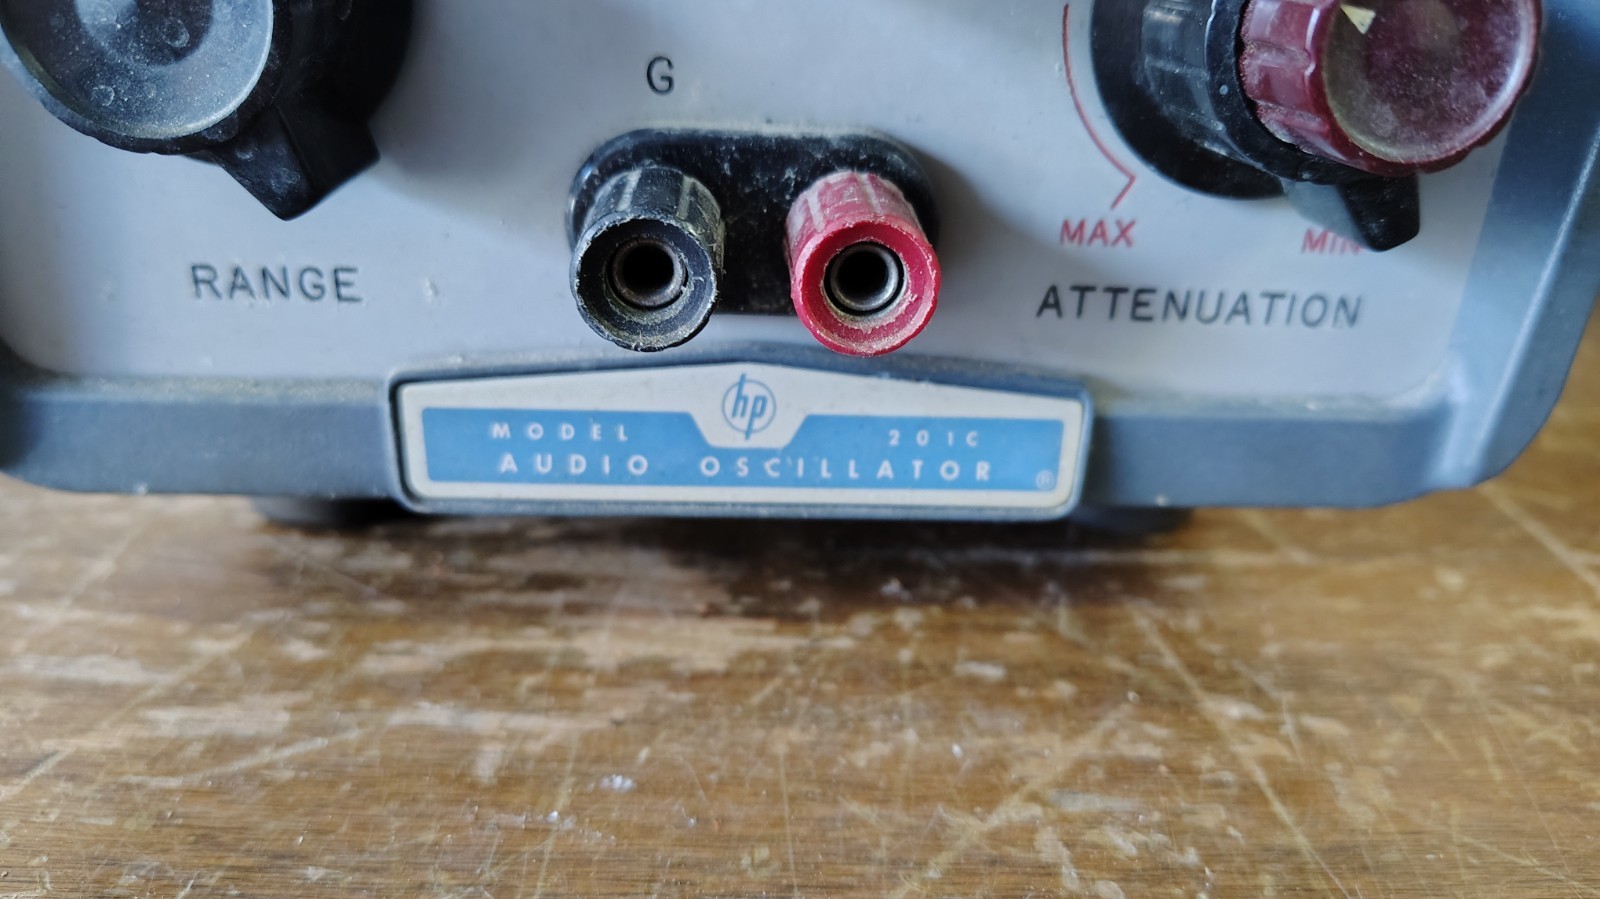 G
MAX MIN
RANGE
ATTENUATION
hp
MODEL 201C
AUDIO OSCILLATOR
®